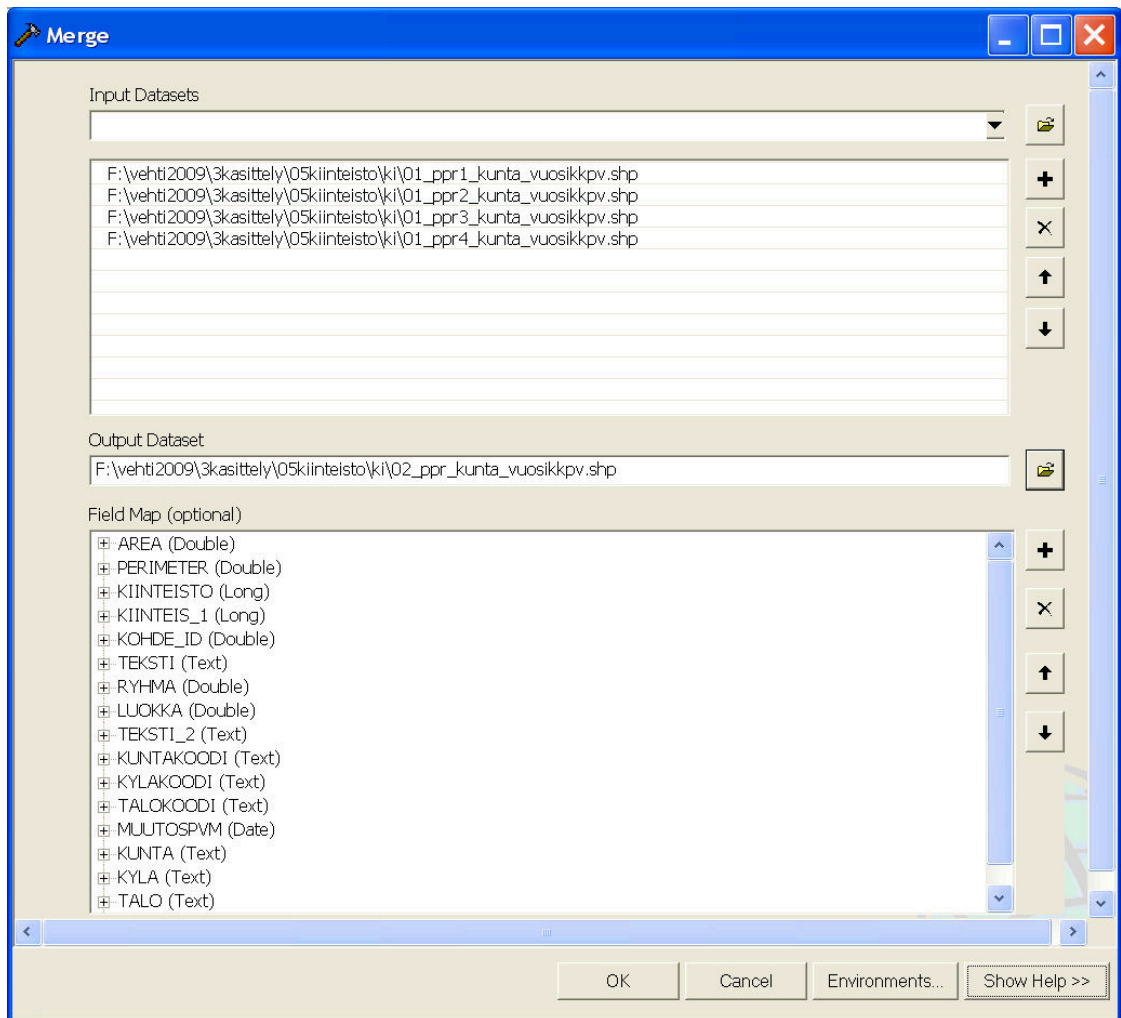 Merge
Input Datasets
F:\vehti2009\3kasittely\05kiinteisto\ki\01_ppr1_kunta_vuosikkpv.shp
F:\vehti2009\3kasittely\05kiinteisto\ki\01_ppr2_kunta_vuosikkpv.shp
F:\vehti2009\3kasittely\05kiinteisto\ki\01_ppr3_kunta_vuosikkpv.shp
F:\vehti2009\3kasittely\05kiinteisto\ki\01_ppr4_kunta_vuosikkpv.shp
Output Dataset
F:\vehti2009\3kasittely\05kiinteisto\ki\02_ppr_kunta_vuosikkpv.shp
Field Map (optional)
AREA (Double)
PERIMETER (Double)
KIINTEISTO (Long)
KIINTEIS_1 (Long)
KOHDE_ID (Double)
TEKSTI (Text)
RYHMA (Double)
LUOKKA (Double)
TEKSTI_2 (Text)
KUNTAKOODI (Text)
KYLAKOODI (Text)
TALOKOODI (Text)
MUUTOSPVM (Date)
KUNTA (Text)
KYLA (Text)
TALO (Text)
OK Cancel Environments... Show Help >>